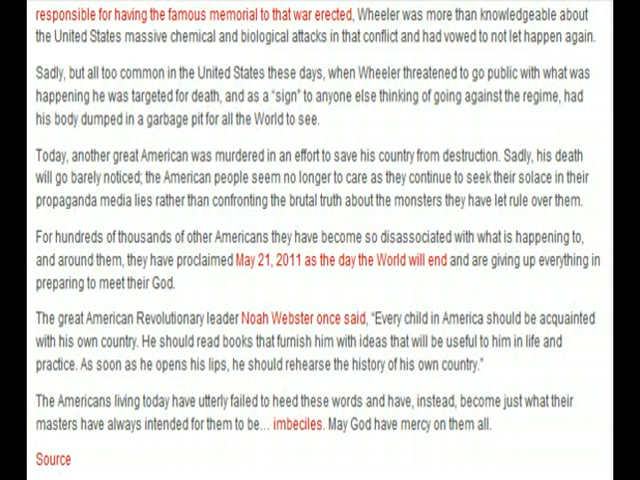 responsible for having the famous memorial to that war erected, Wheeler was more than knowledgeable about
the United States massive chemical and biological attacks in that conflict and had vowed to not let happen again.
Sadly, but all too common in the United States these days, when Wheeler threatened to go public with what was
happening he was targeted for death, and as a “sign” to anyone else thinking of going against the regime, had
his body dumped in a garbage pit for all the World to see.
Today, another great American was murdered in an effort to save his country from destruction. Sadly, his death
will go barely noticed; the American people seem no longer to care as they continue to seek their solace in their
propaganda media lies rather than confronting the brutal truth about the monsters they have let rule over them.
For hundreds of thousands of other Americans they have become so disassociated with what is happening to,
and around them, they have proclaimed May 21, 2011 as the day the World will end and are giving up everything in
preparing to meet their God.
The great American Revolutionary leader Noah Webster once said, “Every child in America should be acquainted
with his own country. He should read books that furnish him with ideas that will be useful to him in life and
practice. As soon as he opens his lips, he should rehearse the history of his own country.”
The Americans living today have utterly failed to heed these words and have, instead, become just what their
masters have always intended for them to be... imbeciles. May God have mercy on them all.
Source